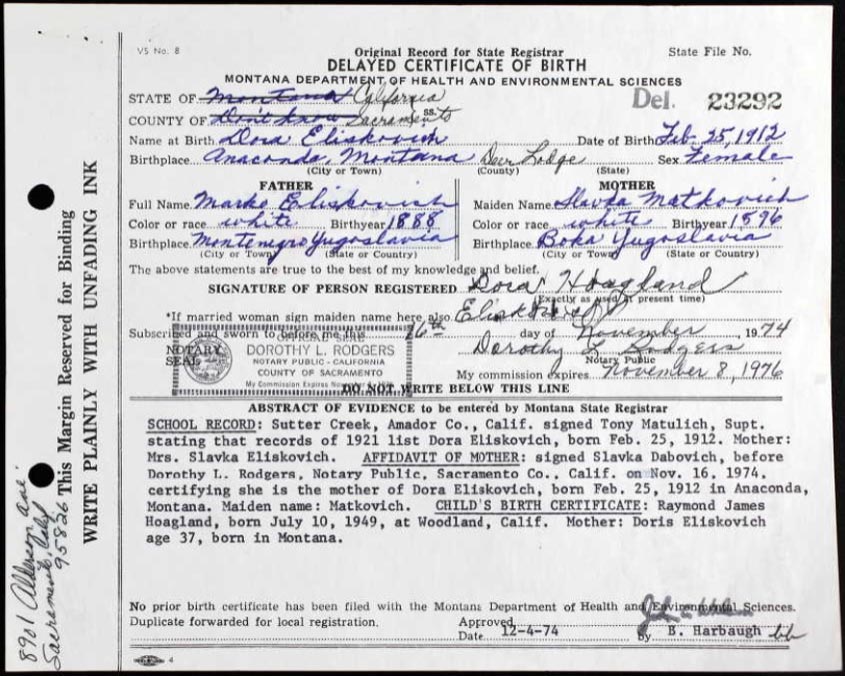 VS No. 8
Original Record for State Registrar
State File No.
DELAYED CERTIFICATE OF BIRTH
MONTANA DEPARTMENT OF HEALTH AND ENVIRONMENTAL SCIENCES
STATE OF Montana California
Del. 23292
COUNTY OF Don't know Sacramento ss.
Name at Birth Dora Eliskovich Date of Birth Feb. 25, 1912
Birthplace Anaconda, Montana Deer Lodge Sex Female
(City or Town) (County) (State)
FATHER MOTHER
Full Name Marko Eliskovich Maiden Name Slavka Matkovich
Color or race white Birthyear 1888 Color or race white Birthyear 1896
Birthplace Montenegro Yugoslavia Birthplace Boka Yugoslavia
(City or Town) (State or Country) (City or Town) (State or Country)
The above statements are true to the best of my knowledge and belief.
SIGNATURE OF PERSON REGISTERED Dora Hoagland
(Exactly as used at present time)
*If married woman sign maiden name here also
Subscribed and sworn to before me this 16th day of November, 1974
NOTARY SEAL
OFFICIAL SEAL
DOROTHY L. RODGERS
NOTARY PUBLIC - CALIFORNIA
COUNTY OF SACRAMENTO
My Commission Expires
Dorothy L Rodgers
Notary Public
My commission expires November 8, 1976
DO NOT WRITE BELOW THIS LINE
ABSTRACT OF EVIDENCE to be entered by Montana State Registrar
SCHOOL RECORD: Sutter Creek, Amador Co., Calif. signed Tony Matulich, Supt.
stating that records of 1921 list Dora Eliskovich, born Feb. 25, 1912. Mother:
Mrs. Slavka Eliskovich. AFFIDAVIT OF MOTHER: signed Slavka Dabovich, before
Dorothy L. Rodgers, Notary Public, Sacramento Co., Calif. on Nov. 16. 1974.
certifying she is the mother of Dora Eliskovich, born Feb. 25, 1912 in Anaconda,
Montana. Maiden name: Matkovich. CHILD'S BIRTH CERTIFICATE: Raymond James
Hoagland, born July 10, 1949, at Woodland, Calif. Mother: Doris Eliskovich
age 37, born in Montana.
No prior birth certificate has been filed with the Montana Department of Health and Environmental Sciences.
Duplicate forwarded for local registration.
Approved
Date 12-4-74 by B. Harbaugh
4
This Margin Reserved for Binding
WRITE PLAINLY WITH UNFADING INK
8901 Alderson ave'
Sacramento, Calif
95826